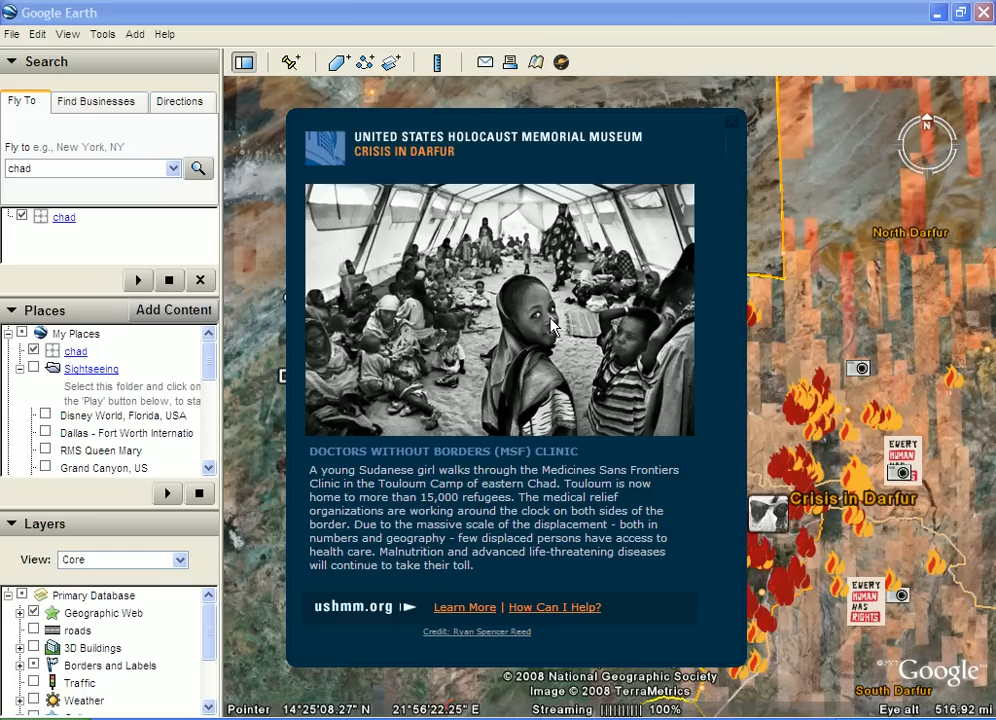 Google Earth
File Edit View Tools Add Help
Search
Fly To Find Businesses Directions
Fly to e.g., New York, NY
chad
chad
Places Add Content
My Places
chad
Sightseeing
Select this folder and click on
the 'Play' button below, to sta
Disney World, Florida, USA
Dallas - Fort Worth Internatio
RMS Queen Mary
Grand Canyon, US
Layers
View: Core
Primary Database
Geographic Web
roads
3D Buildings
Borders and Labels
Traffic
Weather
UNITED STATES HOLOCAUST MEMORIAL MUSEUM
CRISIS IN DARFUR
DOCTORS WITHOUT BORDERS (MSF) CLINIC
A young Sudanese girl walks through the Medicines Sans Frontiers
Clinic in the Touloum Camp of eastern Chad. Touloum is now
home to more than 15,000 refugees. The medical relief
organizations are working around the clock on both sides of the
border. Due to the massive scale of the displacement - both in
numbers and geography - few displaced persons have access to
health care. Malnutrition and advanced life-threatening diseases
will continue to take their toll.
ushmm.org Learn More | How Can I Help?
Credit: Ryan Spencer Reed
N
North Darfur
EVERY
HUMAN
HAS
Crisis in Darfur
EVERY
HUMAN
HAS
RIGHTS
© 2007 Google™
South Darfur
© 2008 National Geographic Society
Image © 2008 TerraMetrics
Pointer 14°25'08.27" N 21°56'22.25" E Streaming 100% Eye alt 516.92 mi